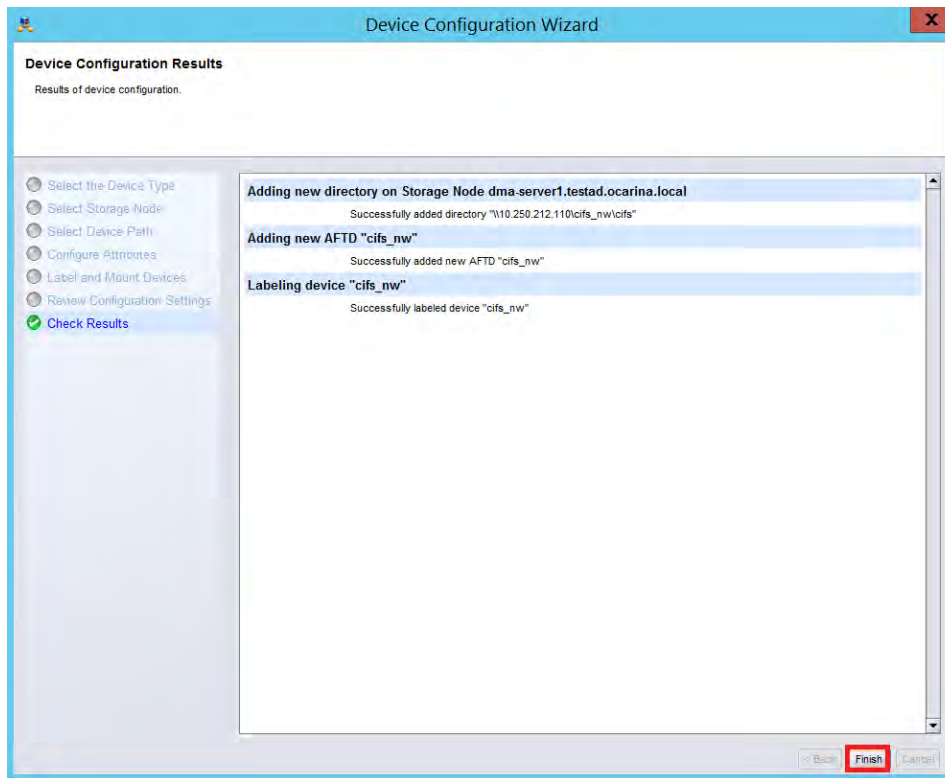 Device Configuration Wizard
X
Device Configuration Results
Results of device configuration.
Select the Device Type
Select Storage Node
Select Device Path
Configure Attributes
Label and Mount Devices
Review Configuration Settings
Check Results
Adding new directory on Storage Node dma-server1.testad.ocarina.local
Successfully added directory "\\10.250.212.110\cifs_nw\cifs"
Adding new AFTD "cifs_nw"
Successfully added new AFTD "cifs_nw"
Labeling device "cifs_nw"
Successfully labeled device "cifs_nw"
< Back Finish Cancel